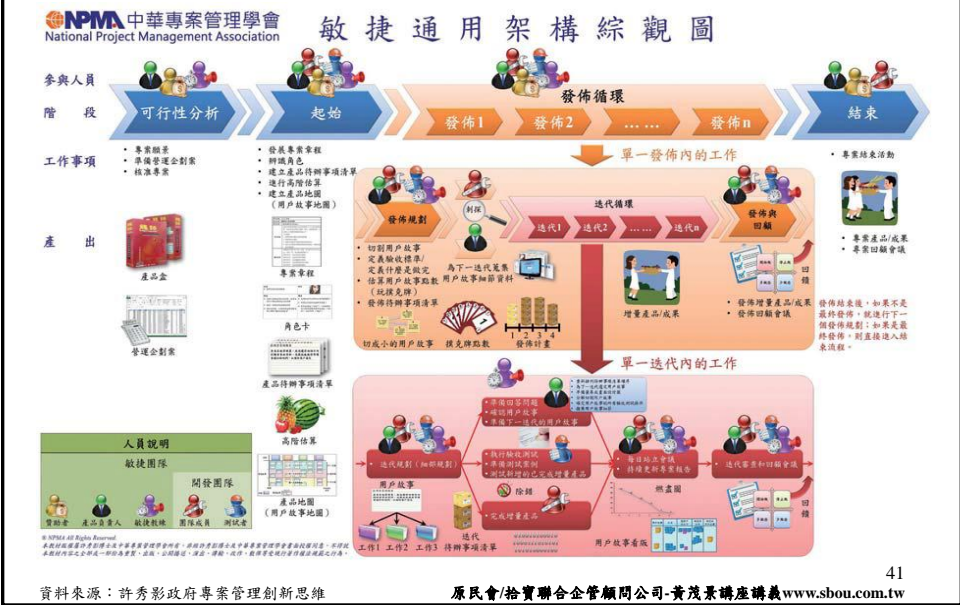 NPMA 中華專案管理學會
National Project Management Association
敏捷通用架構綜觀圖
參與人員
階 段
可行性分析
起始
發佈循環
發佈1
發佈2
... ...
發佈n
結束
工作事項
• 專案願景
• 準備營運企劃案
• 核准專案
• 發展專案章程
• 辨識角色
• 建立產品待辦事項清單
• 進行高階估算
• 建立產品地圖
（用戶故事地圖）
單一發佈內的工作
• 專案結束活動
產 出
產品盒
營運企劃案
專案章程
角色卡
產品待辦事項清單
高階估算
產品地圖
（用戶故事地圖）
發佈規劃
刺探
迭代循環
迭代1
迭代2
... ...
迭代n
發佈與
回顧
• 切割用戶故事
• 定義驗收標準/
定義什麼是做完
• 估算用戶故事點數
（玩撲克牌）
• 發佈待辦事項清單
為下一迭代蒐集
用戶故事細節資料
切成小的用戶故事
撲克牌點數
1 2 3 4
發佈計畫
增量產品/成果
回饋
• 發佈增量產品/成果
• 發佈回顧會議
• 專案產品/成果
• 專案回顧會議
發佈結束後，如果不是
最終發佈，就進行下一
個發佈規劃；如果是最
終發佈，則直接進入結
束流程。
單一迭代內的工作
• 迭代規劃（細部規劃）
• 準備回答問題
• 確認用戶故事
• 準備下一迭代的用戶故事
• 執行驗收測試
• 準備測試案例
• 測試新增的已完成增量產品
除錯
• 完成增量產品
• 每日站立會議
• 持續更新專案報告
• 迭代審查和回顧會議
用戶故事
工作1 工作2 工作3
迭代
待辦事項清單
燃盡圖
用戶故事看板
回饋
人員說明
敏捷團隊
開發團隊
贊助者
產品負責人
敏捷教練
團隊成員
測試者
® NPMA All Rights Reserved.
41
資料來源：許秀影政府專案管理創新思維
原民會/拾寶聯合企管顧問公司-黃茂景講座講義www.sbou.com.tw